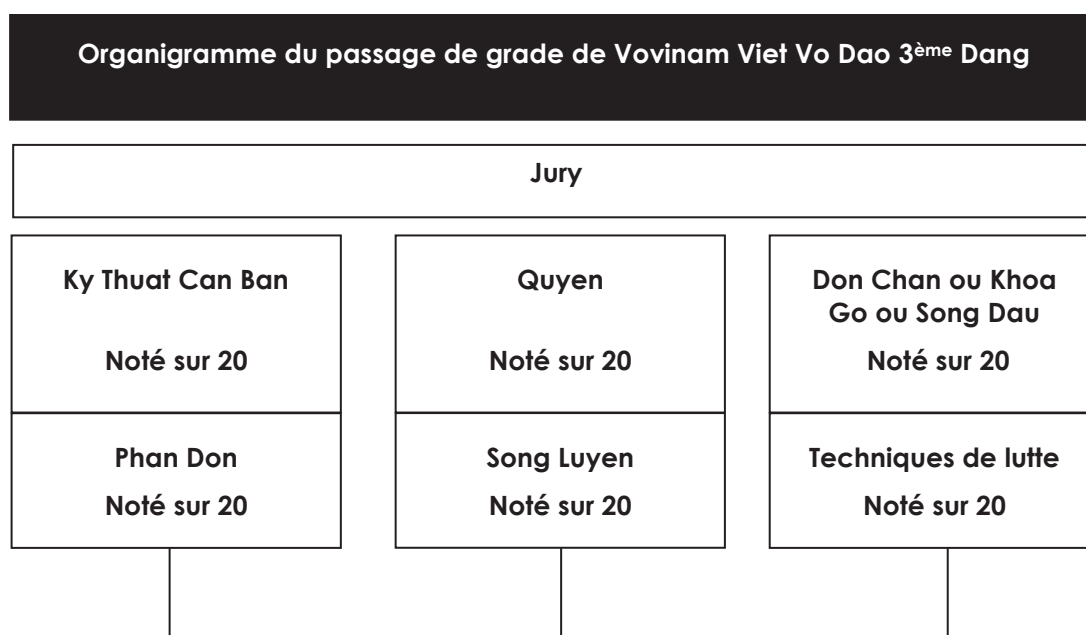 Organigramme du passage de grade de Vovinam Viet Vo Dao 3ème Dang
Jury
Ky Thuat Can Ban
Noté sur 20
Quyen
Noté sur 20
Don Chan ou Khoa
Go ou Song Dau
Noté sur 20
Phan Don
Noté sur 20
Song Luyen
Noté sur 20
Techniques de lutte
Noté sur 20